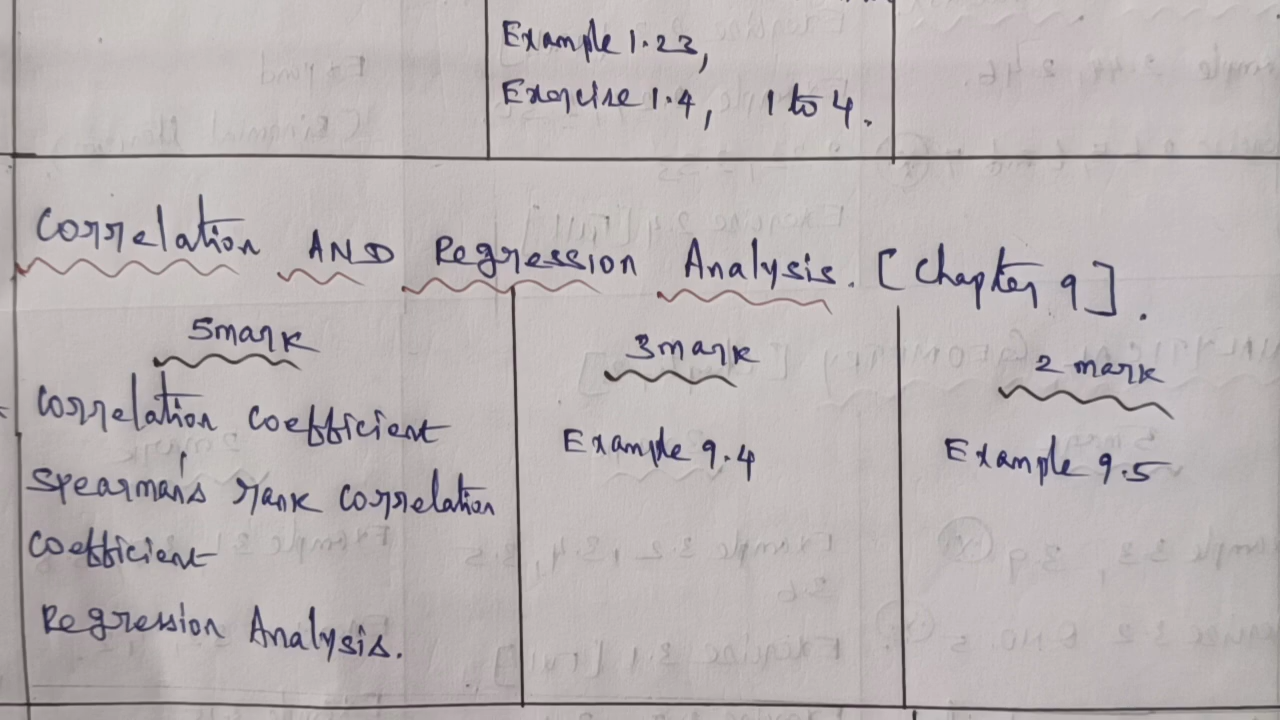 Example 1.23,
Exercise 1.4, 1 to 4.
Correlation AND Regression Analysis. [Chapter 9].
5mark
Correlation Coefficient
Spearman's rank correlation
coefficient
Regression Analysis.
3mark
Example 9.4
2 mark
Example 9.5